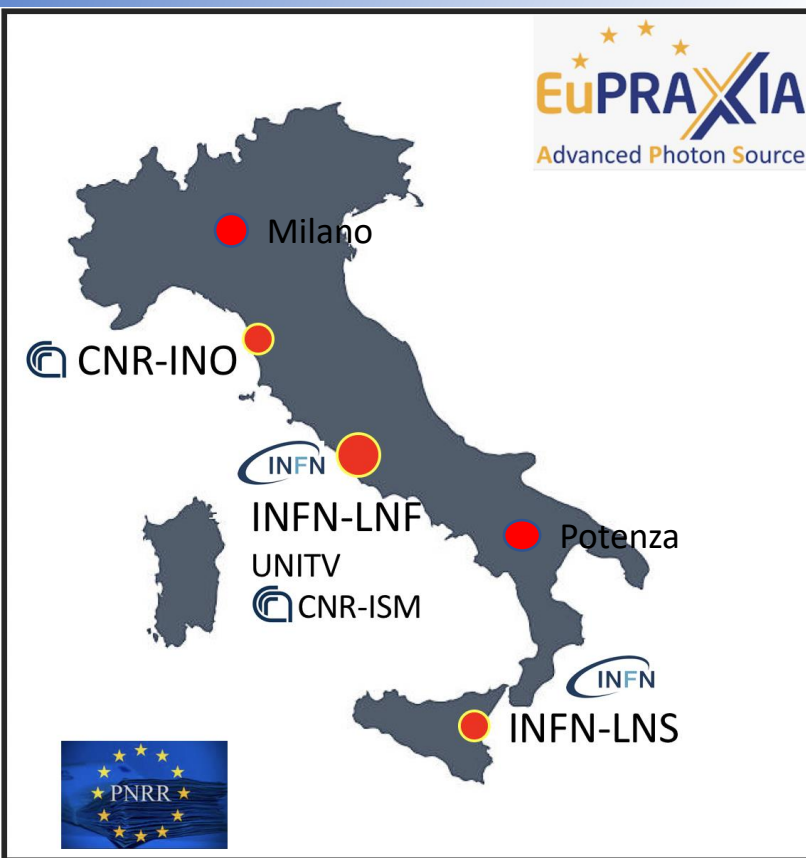 EuPRAXIA
Advanced Photon Source
Milano
CNR-INO
INFN
INFN-LNF
UNITV
CNR-ISM
Potenza
INFN
INFN-LNS
PNRR